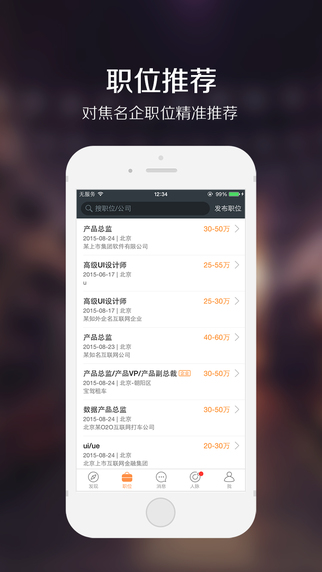 职位推荐
对焦名企职位精准推荐
无服务
12:34
99%
搜职位/公司
发布职位
产品总监
30-50万
2015-08-24 | 北京
某上市集团软件有限公司
高级UI设计师
25-55万
2015-06-17 | 北京
u
高级UI设计师
25-30万
2015-08-17 | 北京
某知外企名互联网企业
产品总监
40-60万
2015-08-23 | 北京
某知名互联网公司
产品总监/产品VP/产品副总裁
30-50万
2015-08-24 | 北京-朝阳区
宝驾租车
数据产品总监
30-50万
2015-08-24 | 北京
北京某O2O互联网打车公司
ui/ue
20-30万
2015-08-24 | 北京
北京上市互联网金融集团
发现
职位
消息
人脉
我